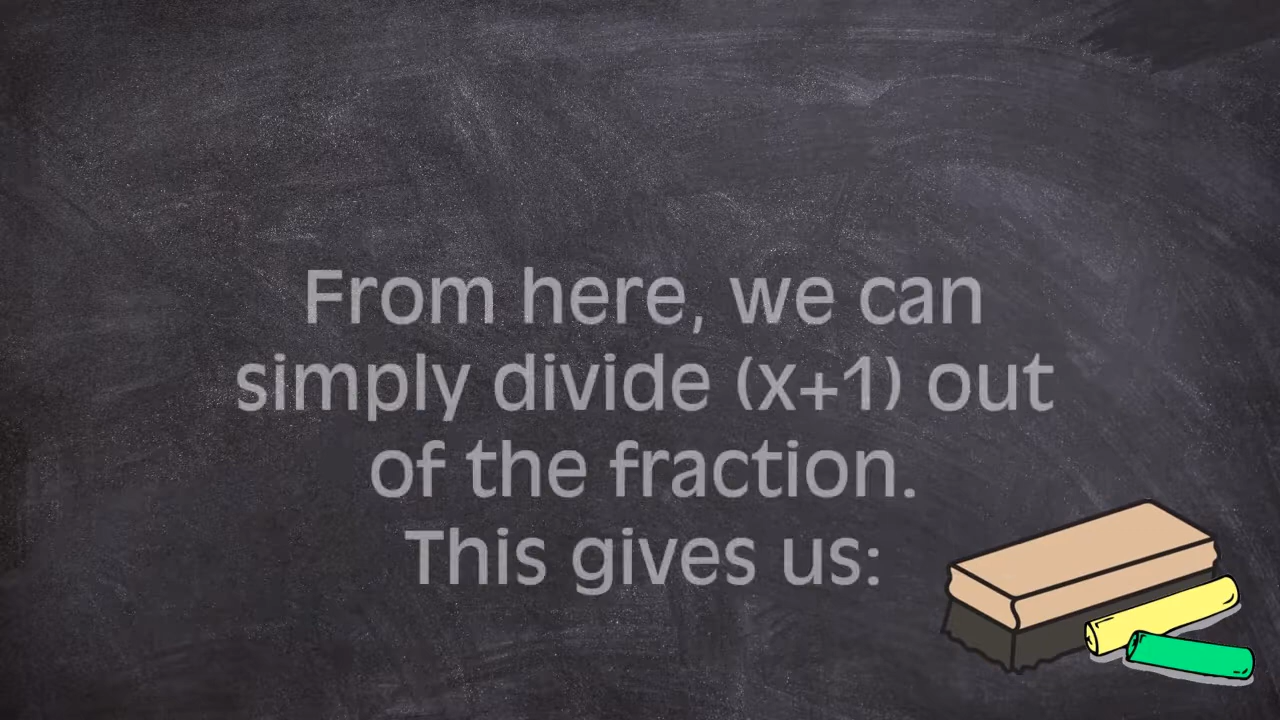 From here, we can
simply divide (x+1) out
of the fraction.
This gives us: